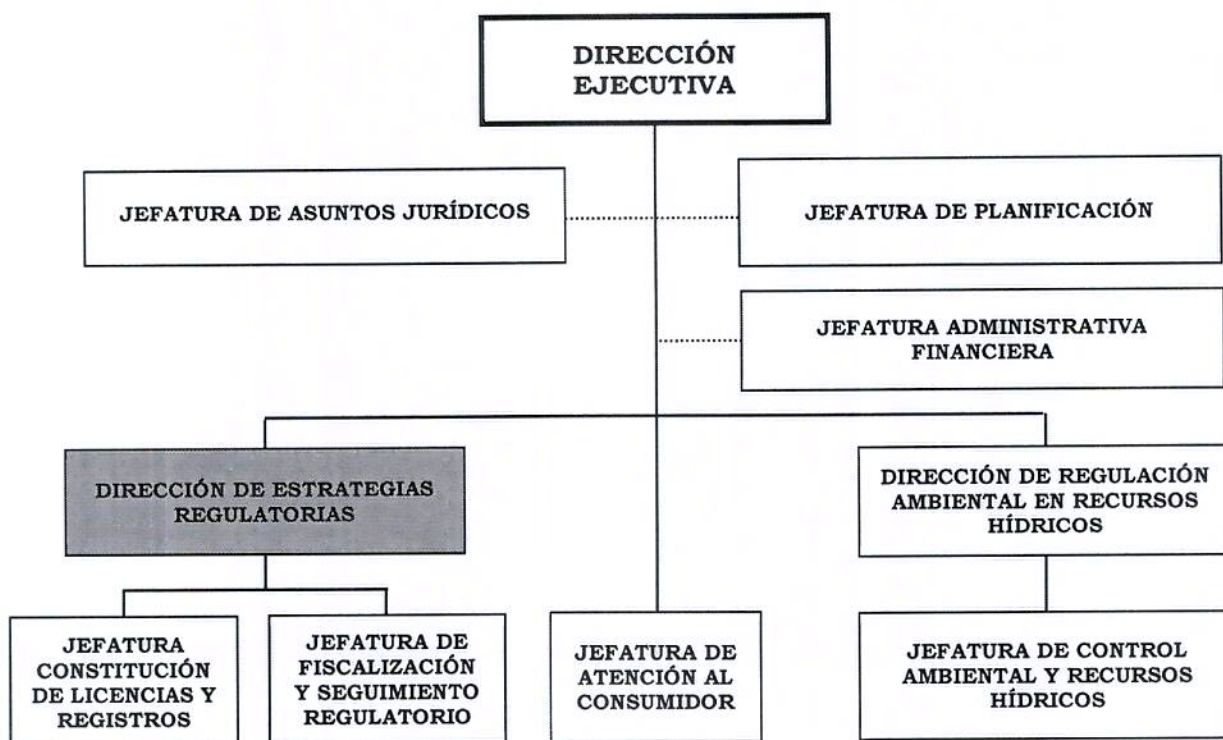 DIRECCIÓN
EJECUTIVA
JEFATURA DE ASUNTOS JURÍDICOS
JEFATURA DE PLANIFICACIÓN
JEFATURA ADMINISTRATIVA
FINANCIERA
DIRECCIÓN DE ESTRATEGIAS
REGULATORIAS
DIRECCIÓN DE REGULACIÓN
AMBIENTAL EN RECURSOS
HÍDRICOS
JEFATURA
CONSTITUCIÓN
DE LICENCIAS Y
REGISTROS
JEFATURA DE
FISCALIZACIÓN
Y SEGUIMIENTO
REGULATORIO
JEFATURA DE
ATENCIÓN AL
CONSUMIDOR
JEFATURA DE CONTROL
AMBIENTAL Y RECURSOS
HÍDRICOS